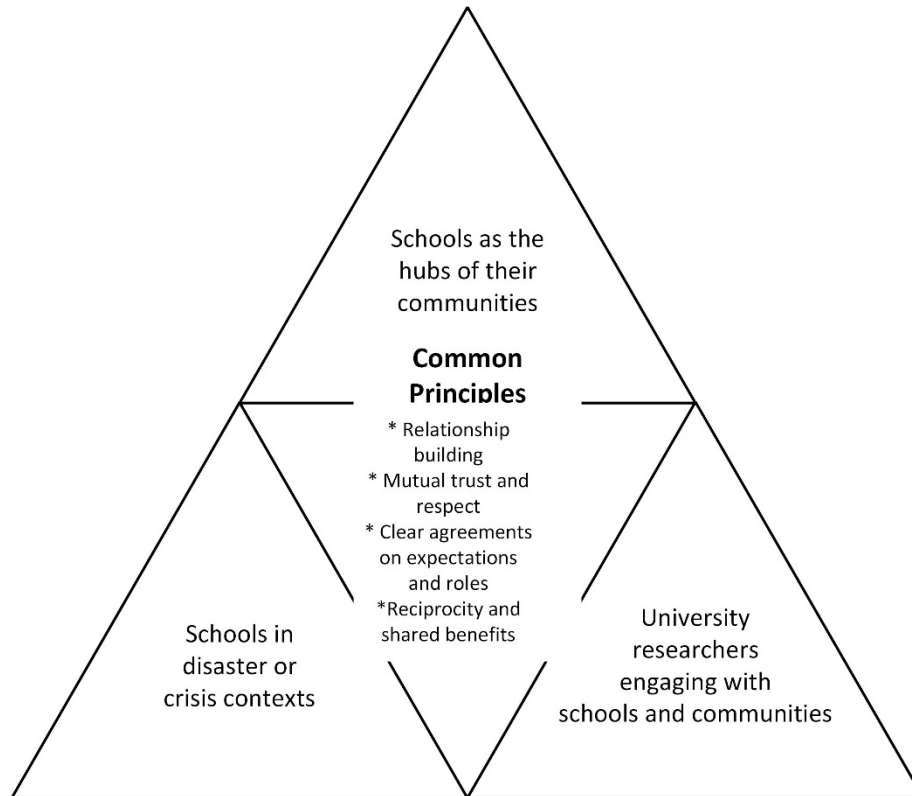 Schools as the
hubs of their
communities
Common
Principles
* Relationship
building
* Mutual trust and
respect
* Clear agreements
on expectations
and roles
*Reciprocity and
shared benefits
Schools in
disaster or
crisis contexts
University
researchers
engaging with
schools and communities